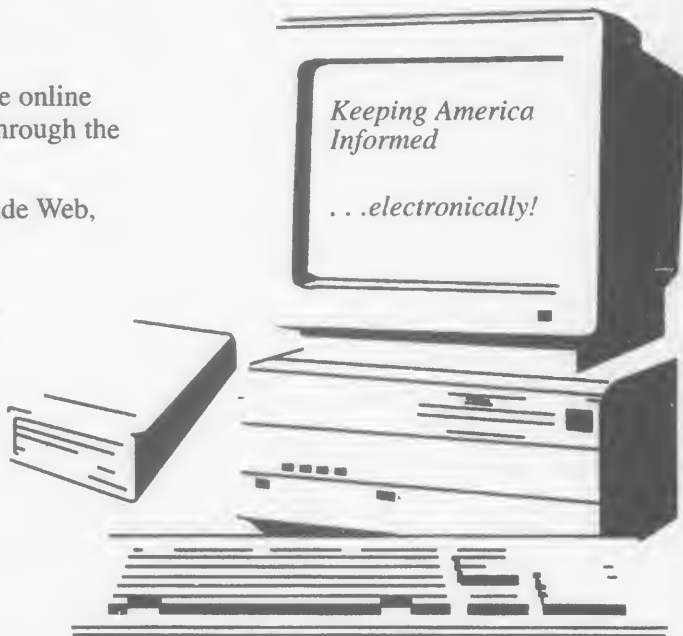 e online
hrough the
de Web,
Keeping America
Informed
. . .electronically!